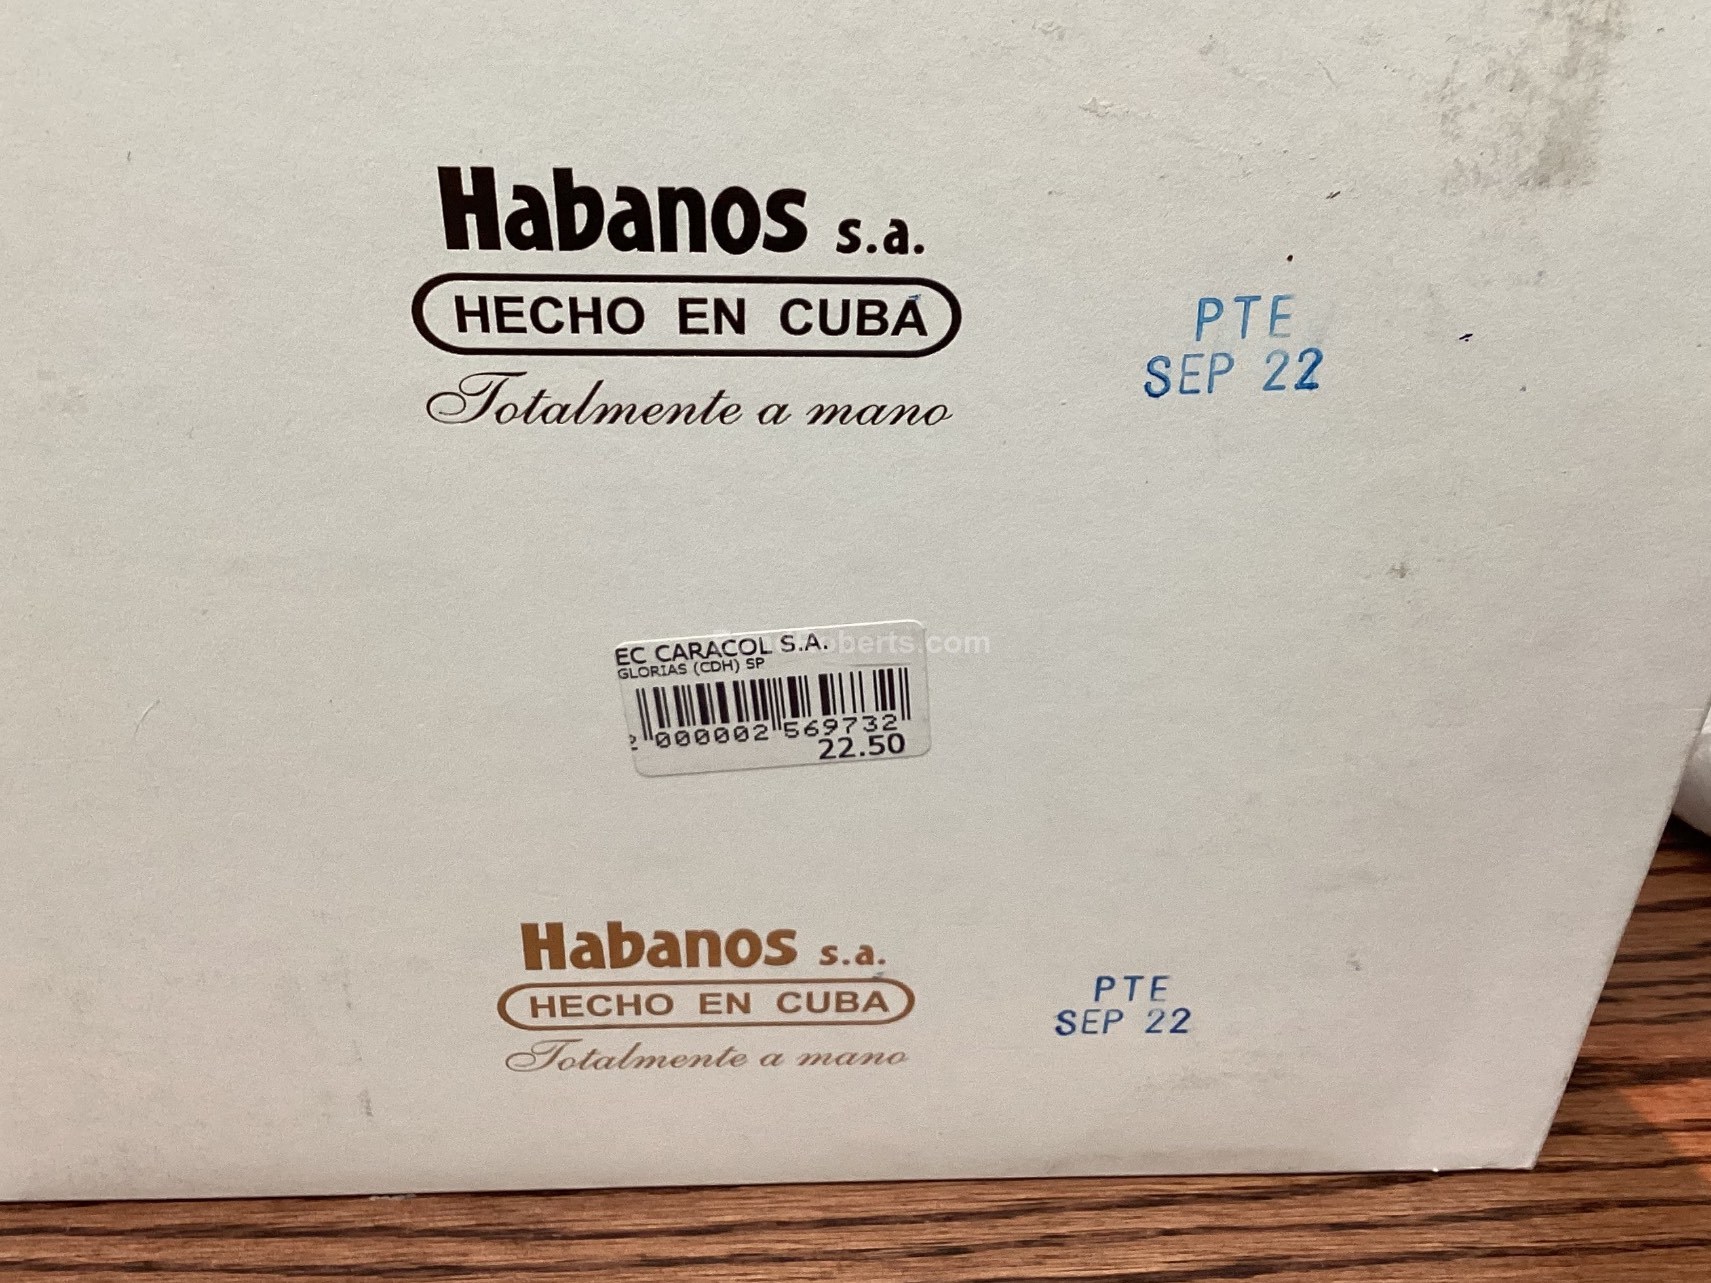 Habanos s.a.
HECHO EN CUBA
Totalmente a mano
PTE
SEP 22
EC CARACOL S.A.
GLORIAS (CDH) SP
2 000002 569732
22.50
Habanos s.a.
HECHO EN CUBA
Totalmente a mano
PTE
SEP 22